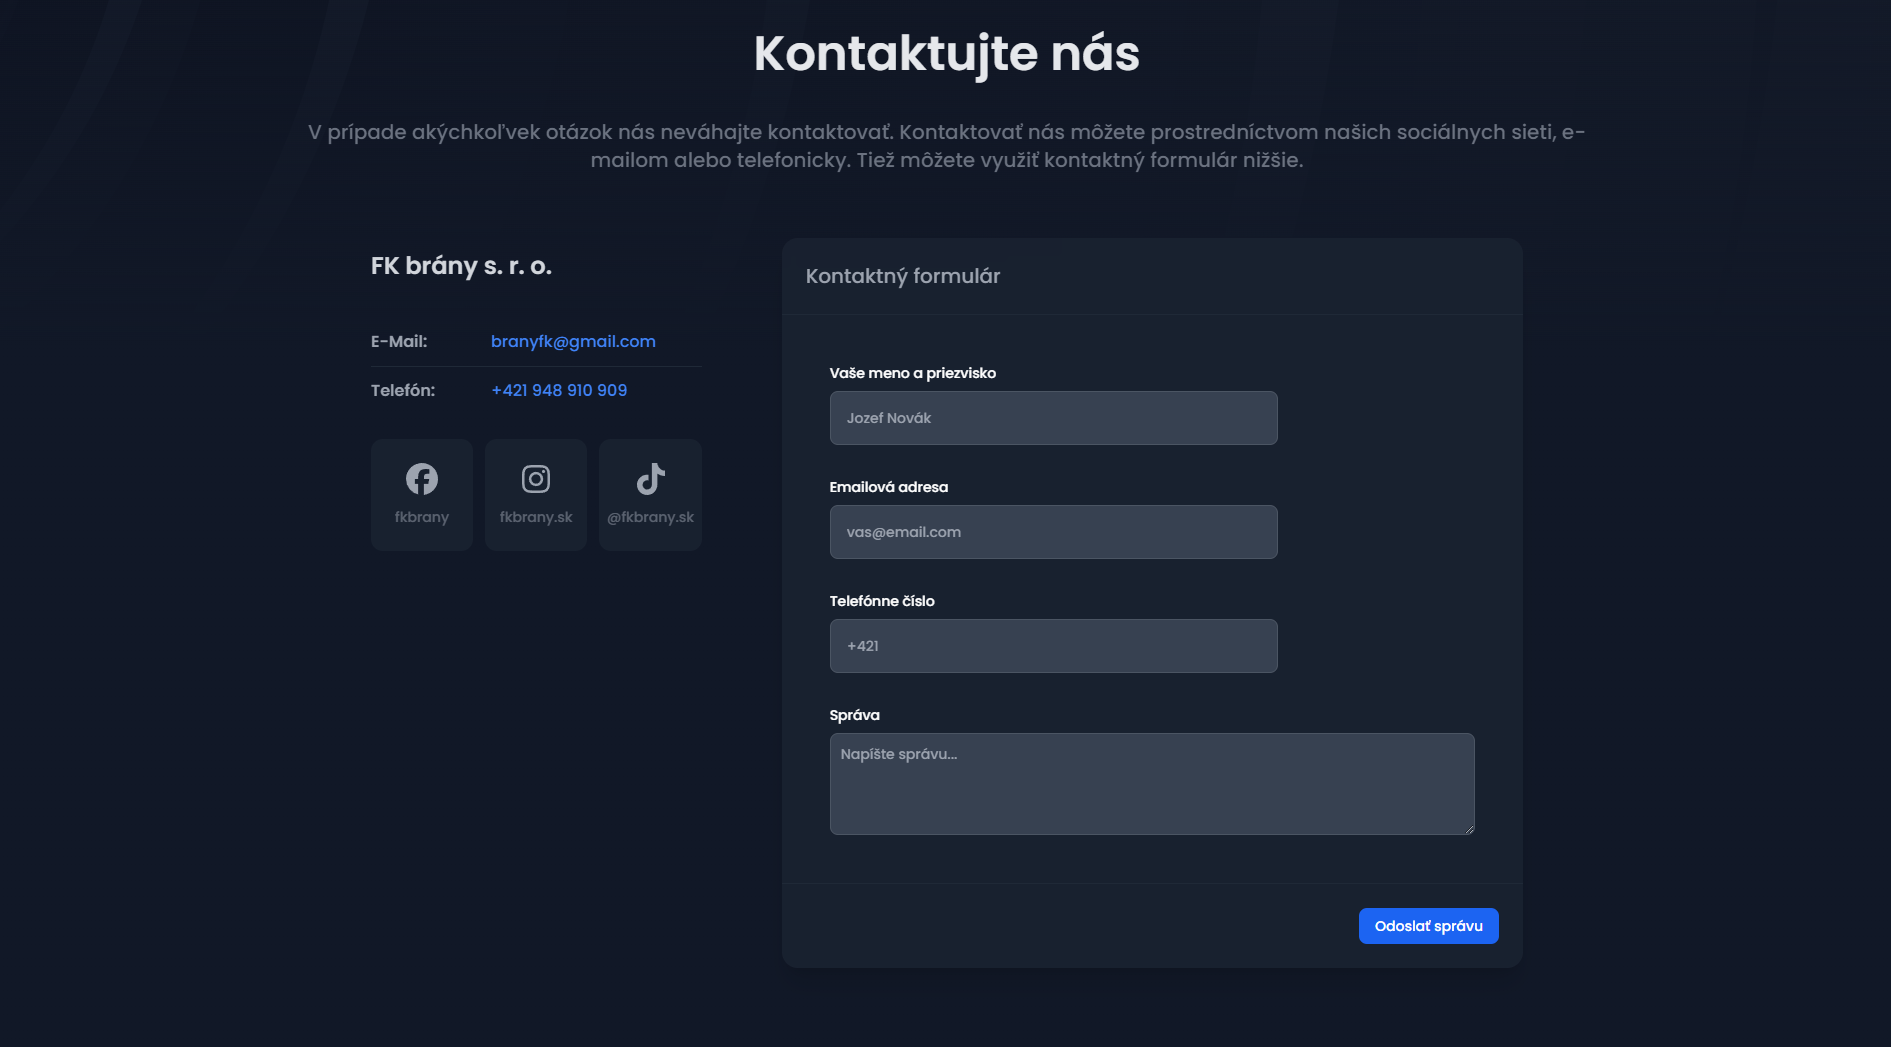 Kontaktujte nás
V prípade akýchkoľvek otázok nás neváhajte kontaktovať. Kontaktovať nás môžete prostredníctvom našich sociálnych sieti, e-
mailom alebo telefonicky. Tiež môžete využiť kontaktný formulár nižšie.
FK brány s. r. o.
E-Mail: branyfk@gmail.com
Telefón: +421 948 910 909
fkbrany fkbrany.sk @fkbrany.sk
Kontaktný formulár
Vaše meno a priezvisko
Jozef Novák
Emailová adresa
vas@email.com
Telefónne číslo
+421
Správa
Napíšte správu...
Odoslať správu